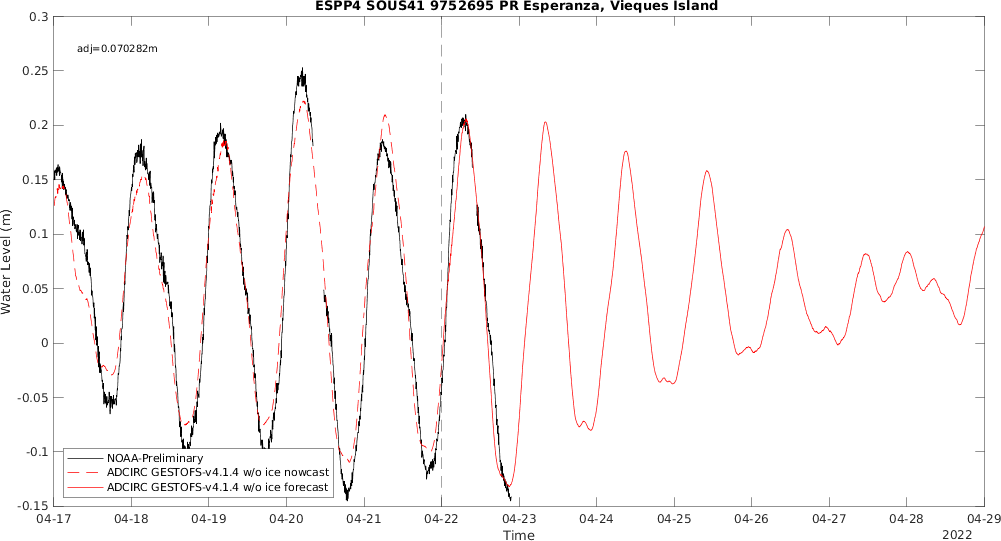 ESPP4 SOUS41 9752695 PR Esperanza, Vieques Island
0.3
0.25
0.2
0.15
0.1
0.05
0
-0.05
-0.1
-0.15
Water Level (m)
adj=0.070282m
NOAA-Preliminary
ADCIRC GESTOFS-v4.1.4 w/o ice nowcast
ADCIRC GESTOFS-v4.1.4 w/o ice forecast
04-17 04-18 04-19 04-20 04-21 04-22 04-23 04-24 04-25 04-26 04-27 04-28 04-29
Time
2022